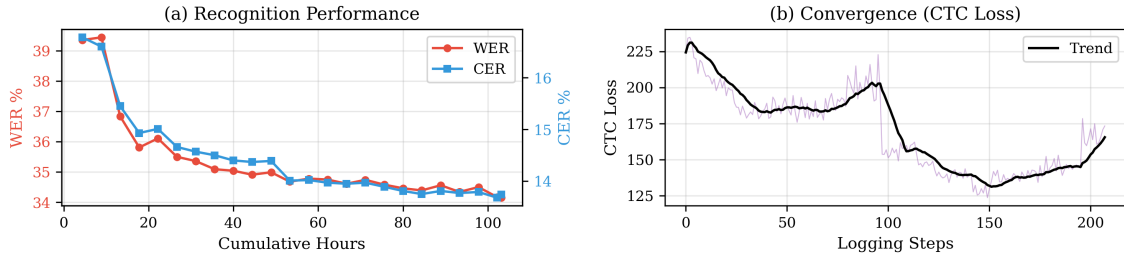 (a) Recognition Performance
WER %
39
38
37
36
35
34
WER
CER
16
15
14
CER %
0 20 40 60 80 100
Cumulative Hours
(b) Convergence (CTC Loss)
CTC Loss
225
200
175
150
125
Trend
0 50 100 150 200
Logging Steps